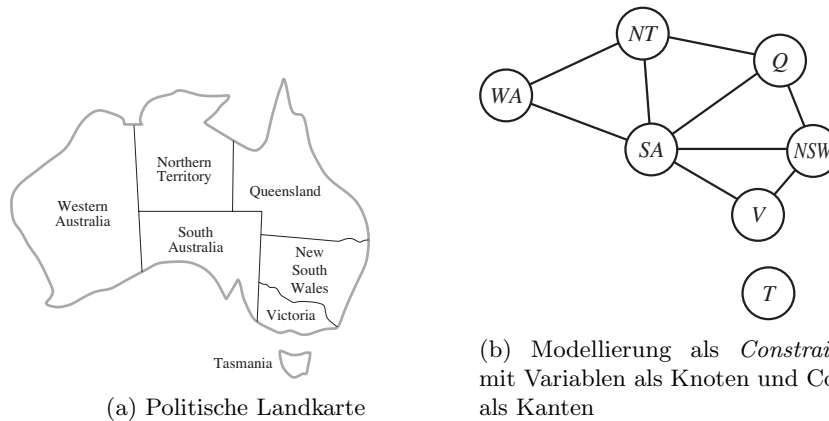 Northern
Territory
Western
Australia
Queensland
South
Australia
New
South
Wales
Victoria
Tasmania
(a) Politische Landkarte
NT
Q
WA
SA
NSW
V
T
(b) Modellierung als
mit Variablen als Knoten und
als Kanten